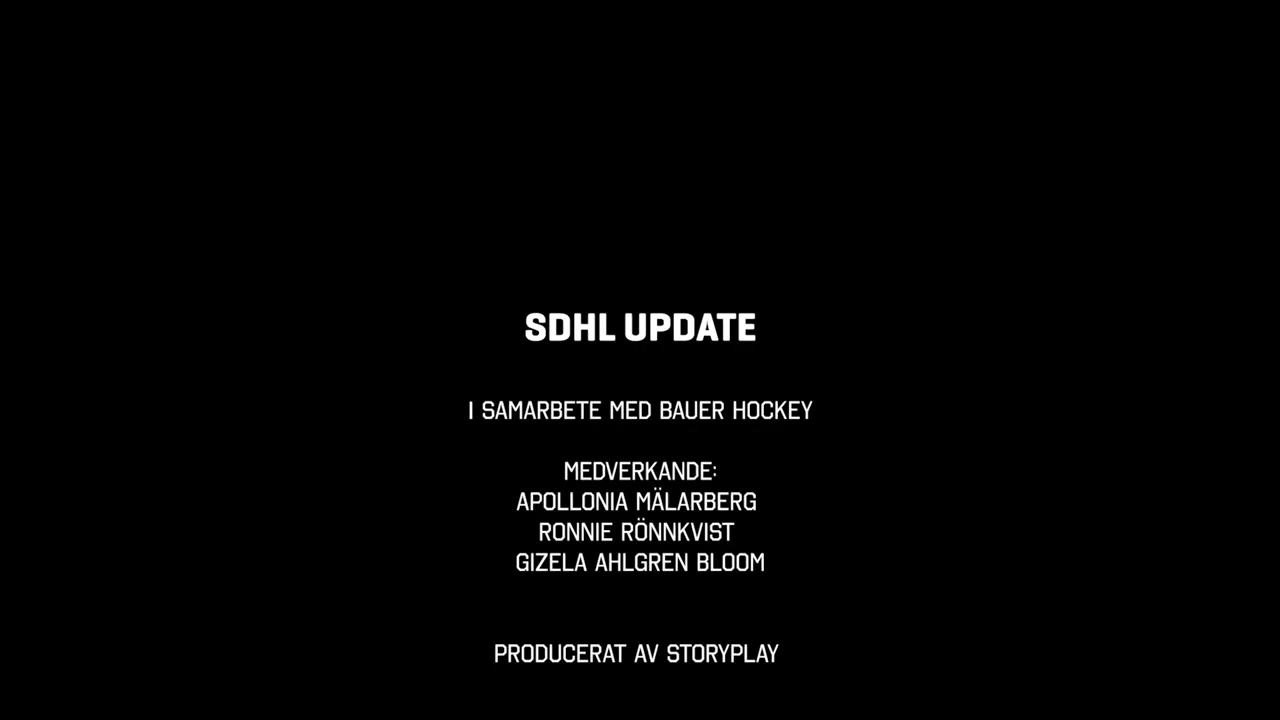 SDHL UPDATE
I SAMARBETE MED BAUER HOCKEY
MEDVERKANDE:
APOLLONIA MÄLARBERG
RONNIE RÖNNKVIST
GIZELA AHLGREN BLOOM
PRODUCERAT AV STORYPLAY